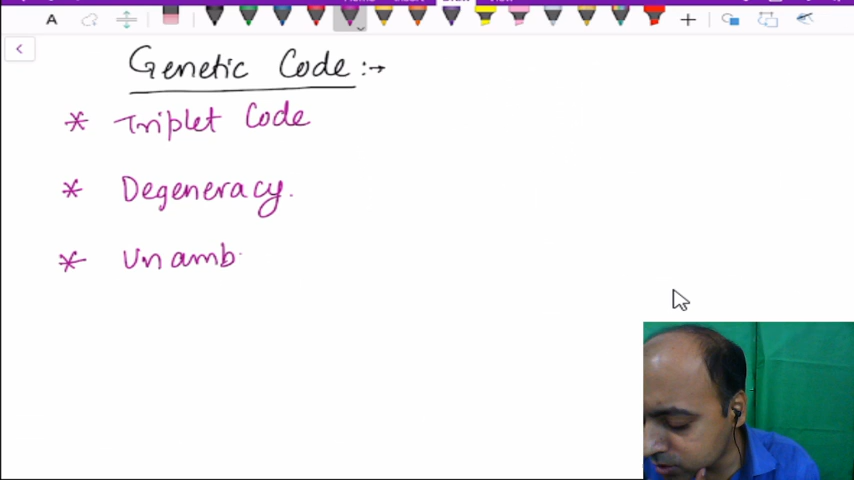 A
Genetic Code :→
* Triplet Code
* Degeneracy.
* Unamb